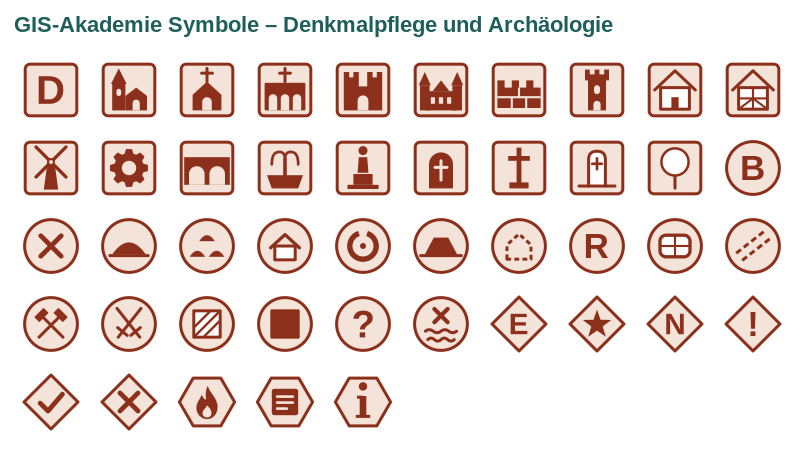 GIS-Akademie Symbole – Denkmalpflege und Archäologie
D
B
R
? E N !
i